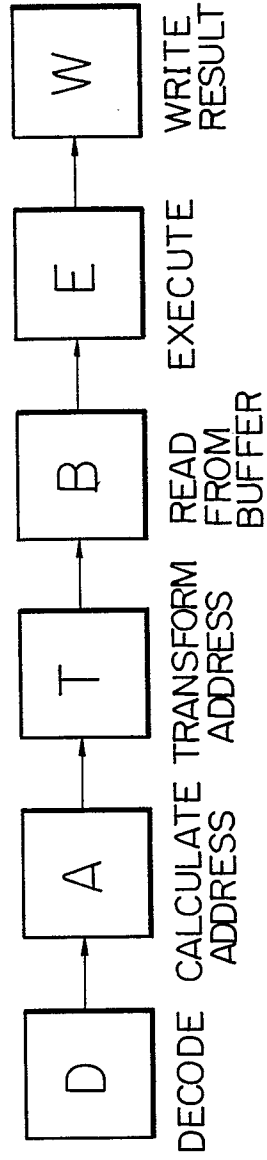 D
DECODE
A
CALCULATE
ADDRESS
T
TRANSFORM
ADDRESS
B
READ
FROM
BUFFER
E
EXECUTE
W
WRITE
RESULT